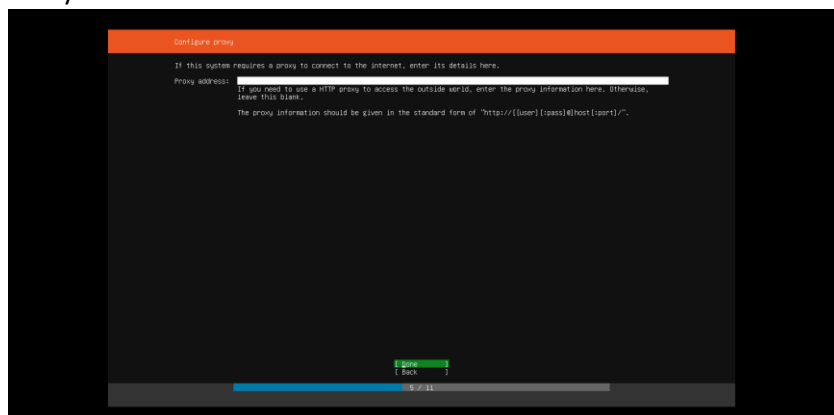 Configure proxy
If this system requires a proxy to connect to the internet, enter its details here.
Proxy address:
If you need to use a HTTP proxy to access the outside world, enter the proxy information here. Otherwise,
leave this blank.
The proxy information should be given in the standard form of "http://[[user][:pass]@]host[:port]/".
[ Done ]
[ Back ]
5 / 11